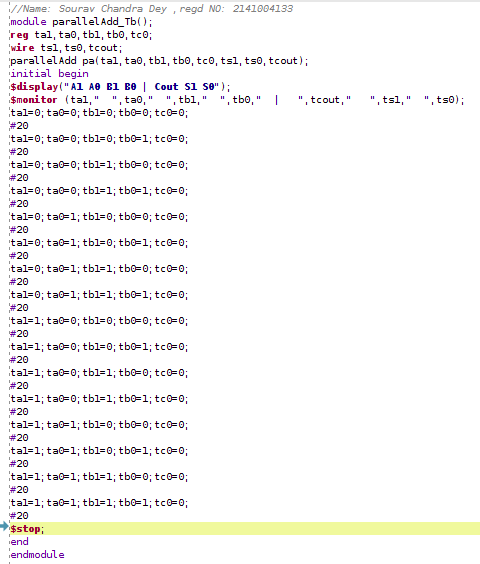 //Name: Sourav Chandra Dey ,regd NO: 2141004133
module parallelAdd_Tb();
reg ta1,ta0,tb1,tb0,tc0;
wire ts1,ts0,tcout;
parallelAdd pa(ta1,ta0,tb1,tb0,tc0,ts1,ts0,tcout);
initial begin
$display("A1 A0 B1 B0 | Cout S1 S0");
$monitor (ta1,"  ",ta0,"  ",tb1,"  ",tb0,"  |   ",tcout,"   ",ts1,"  ",ts0);
ta1=0;ta0=0;tb1=0;tb0=0;tc0=0;
#20
ta1=0;ta0=0;tb1=0;tb0=1;tc0=0;
#20
ta1=0;ta0=0;tb1=1;tb0=0;tc0=0;
#20
ta1=0;ta0=0;tb1=1;tb0=1;tc0=0;
#20
ta1=0;ta0=1;tb1=0;tb0=0;tc0=0;
#20
ta1=0;ta0=1;tb1=0;tb0=1;tc0=0;
#20
ta1=0;ta0=1;tb1=1;tb0=0;tc0=0;
#20
ta1=0;ta0=1;tb1=1;tb0=1;tc0=0;
#20
ta1=1;ta0=0;tb1=0;tb0=0;tc0=0;
#20
ta1=1;ta0=0;tb1=0;tb0=1;tc0=0;
#20
ta1=1;ta0=0;tb1=1;tb0=0;tc0=0;
#20
ta1=1;ta0=0;tb1=1;tb0=1;tc0=0;
#20
ta1=1;ta0=1;tb1=0;tb0=0;tc0=0;
#20
ta1=1;ta0=1;tb1=0;tb0=1;tc0=0;
#20
ta1=1;ta0=1;tb1=1;tb0=0;tc0=0;
#20
ta1=1;ta0=1;tb1=1;tb0=1;tc0=0;
#20
$stop;
end
endmodule